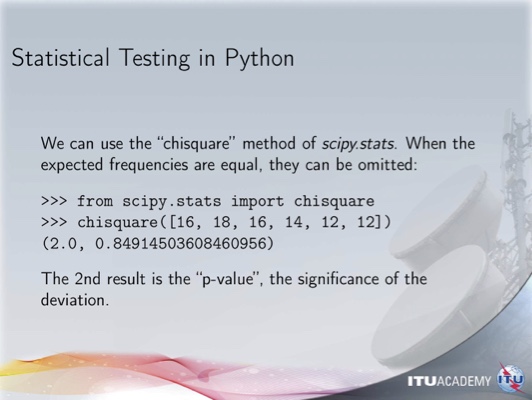 Statistical Testing in Python
We can use the “chisquare” method of scipy.stats. When the
expected frequencies are equal, they can be omitted:
>>> from scipy.stats import chisquare
>>> chisquare([16, 18, 16, 14, 12, 12])
(2.0, 0.84914503608460956)
The 2nd result is the “p-value”, the significance of the
deviation.
ITUACADEMY ITU